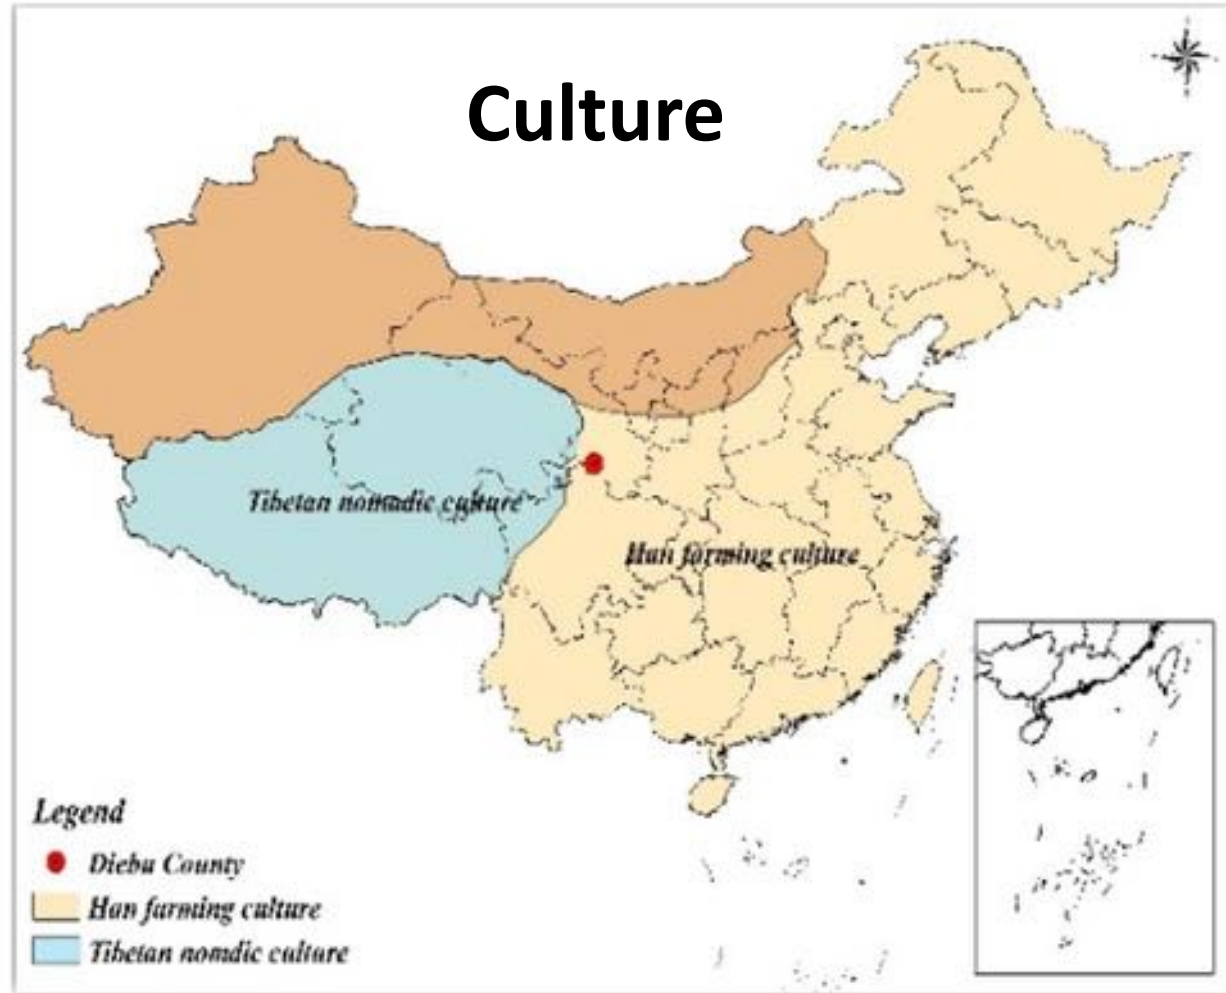 Culture
Tibetan nomadic culture
Han farming culture
Legend
Diebu County
Han farming culture
Tibetan nomdic culture